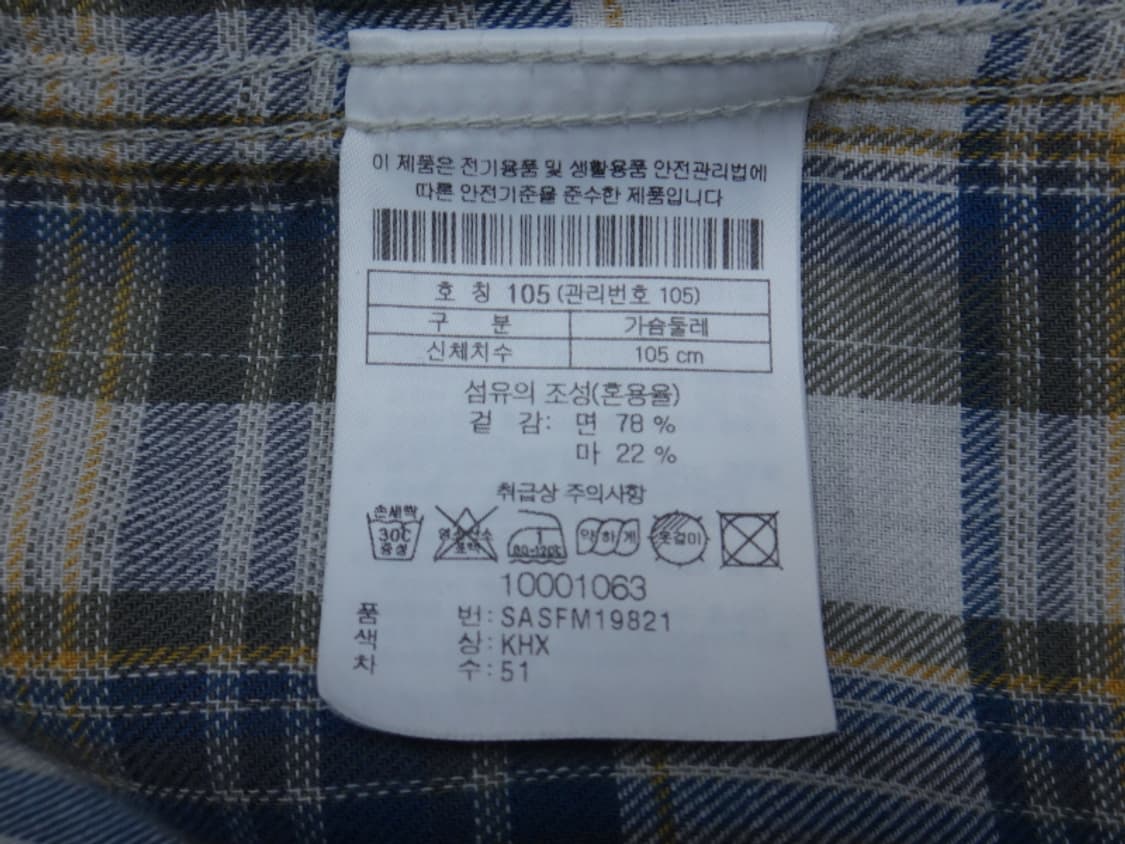 이 제품은 전기용품 및 생활용품 안전관리법에
따른 안전기준을 준수한 제품입니다
호 칭 105 (관리번호 105)
구 분 가슴둘레
신체치수 105 cm
섬유의 조성(혼용율)
겉 감: 면 78 %
마 22 %
취급상 주의사항
손세탁
30℃
중성
80~120℃
약하게
옷걸이
10001063
품 번: SASFM19821
색 상: KHX
차 수: 51